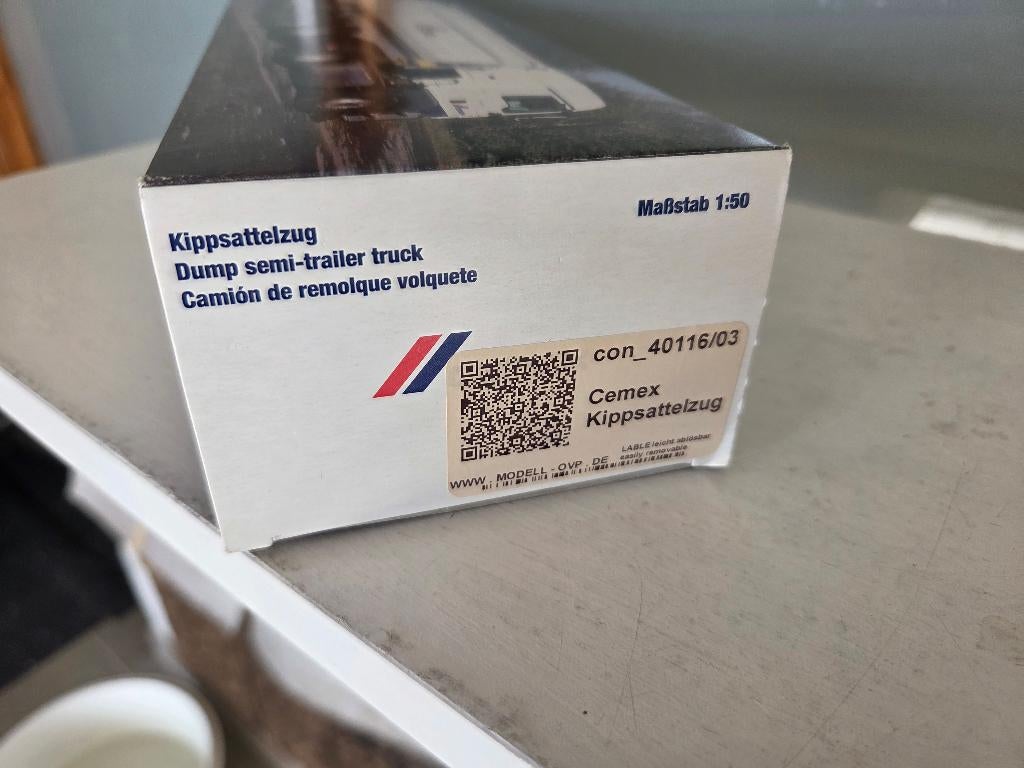 Kippsattelzug
Dump semi-trailer truck
Camión de remolque volquete
Maßstab 1:50
con_40116/03
Cemex
Kippsattelzug
LABLE leicht ablösbar
easily removable
WWW . MODELL - OVP . DE